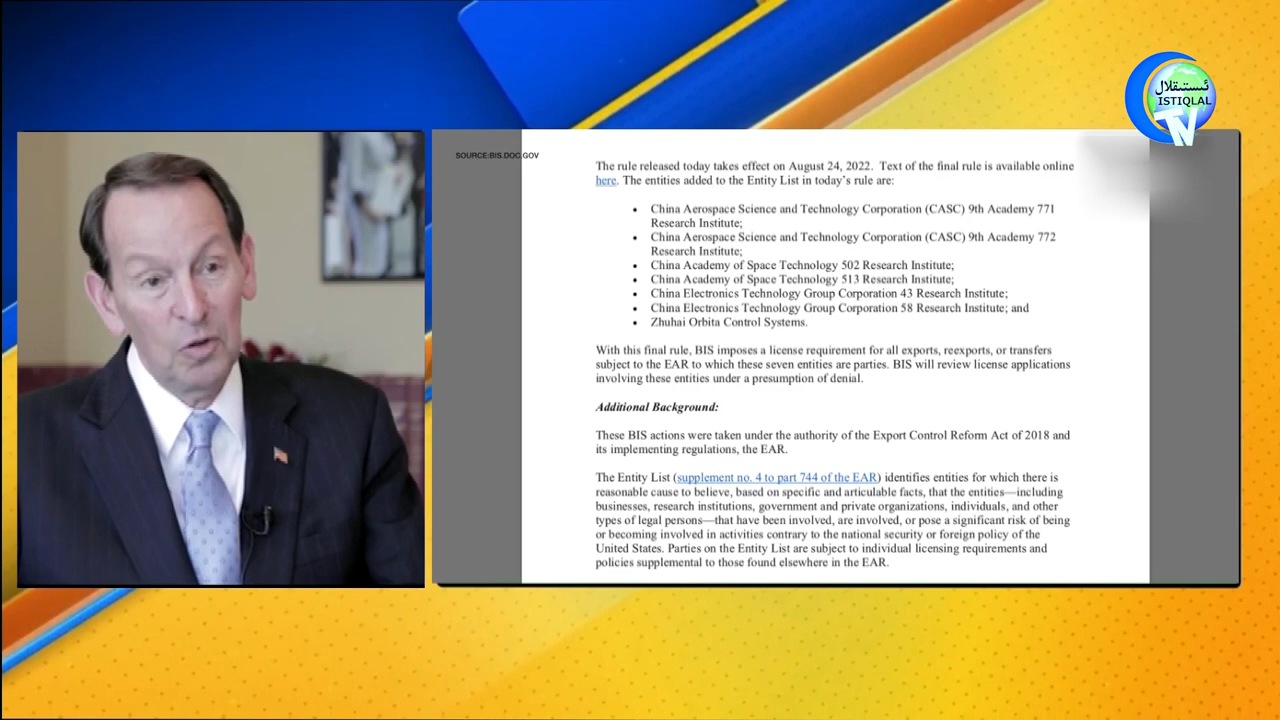 ئىستىقلال
ISTIQLAL
TV
SOURCE:BIS.DOC.GOV
The rule released today takes effect on August 24, 2022. Text of the final rule is available online
here. The entities added to the Entity List in today's rule are:
• China Aerospace Science and Technology Corporation (CASC) 9th Academy 771
Research Institute;
• China Aerospace Science and Technology Corporation (CASC) 9th Academy 772
Research Institute;
• China Academy of Space Technology 502 Research Institute;
• China Academy of Space Technology 513 Research Institute;
• China Electronics Technology Group Corporation 43 Research Institute;
• China Electronics Technology Group Corporation 58 Research Institute; and
• Zhuhai Orbita Control Systems.
With this final rule, BIS imposes a license requirement for all exports, reexports, or transfers
subject to the EAR to which these seven entities are parties. BIS will review license applications
involving these entities under a presumption of denial.
Additional Background:
These BIS actions were taken under the authority of the Export Control Reform Act of 2018 and
its implementing regulations, the EAR.
The Entity List (supplement no. 4 to part 744 of the EAR) identifies entities for which there is
reasonable cause to believe, based on specific and articulable facts, that the entities—including
businesses, research institutions, government and private organizations, individuals, and other
types of legal persons—that have been involved, are involved, or pose a significant risk of being
or becoming involved in activities contrary to the national security or foreign policy of the
United States. Parties on the Entity List are subject to individual licensing requirements and
policies supplemental to those found elsewhere in the EAR.